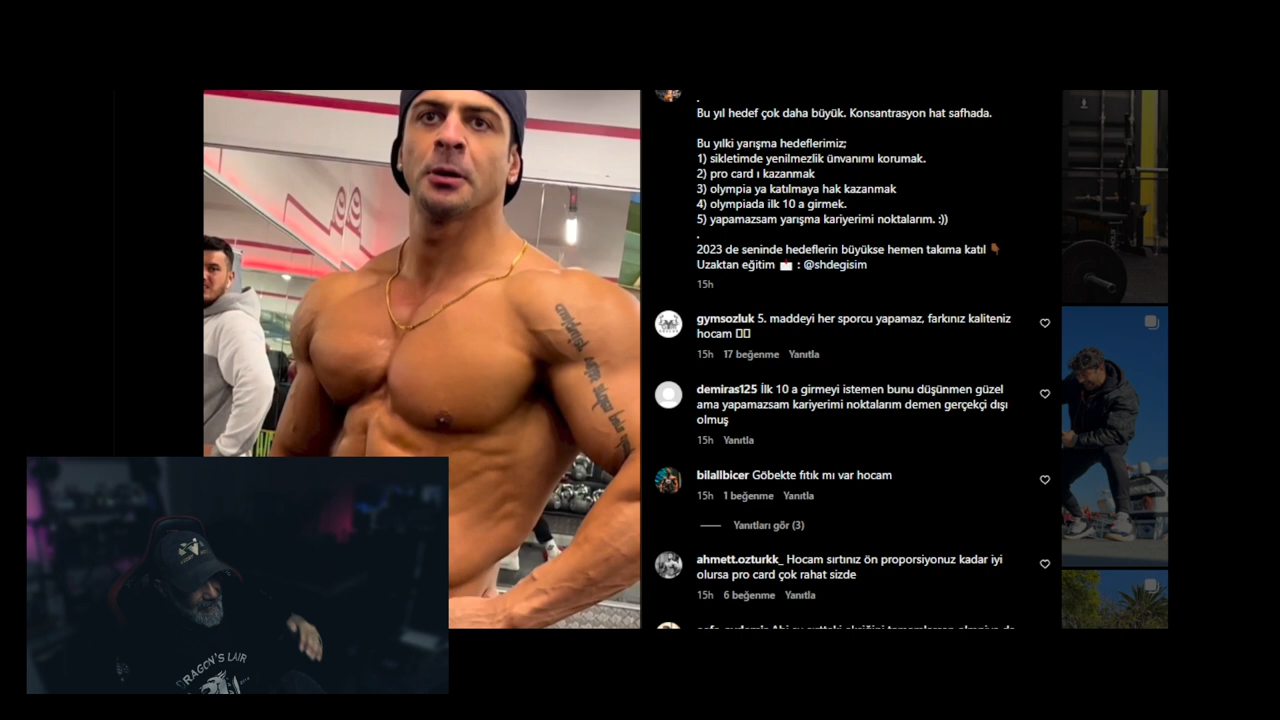 .
Bu yıl hedef çok daha büyük. Konsantrasyon hat safhada.
Bu yılki yarışma hedeflerimiz;
1) sikletimde yenilmezlik ünvanımı korumak.
2) pro card ı kazanmak
3) olympia ya katılmaya hak kazanmak
4) olympiada ilk 10 a girmek.
5) yapamazsam yarışma kariyerimi noktalarım. :))
.
2023 de seninde hedeflerin büyükse hemen takıma katıl 👇🏾
Uzaktan eğitim 📩 : @shdegisim
15h
gymsozluk 5. maddeyi her sporcu yapamaz, farkınız kaliteniz
hocam ▯▯
15h 17 beğenme Yanıtla
demiras125 İlk 10 a girmeyi istemen bunu düşünmen güzel
ama yapamazsam kariyerimi noktalarım demen gerçekçi dışı
olmuş
15h Yanıtla
bilallbicer Göbekte fıtık mı var hocam
15h 1 beğenme Yanıtla
Yanıtları gör (3)
ahmett.ozturkk_ Hocam sırtınız ön proporsiyonuz kadar iyi
olursa pro card çok rahat sizde
15h 6 beğenme Yanıtla
DRAGON'S LAIR